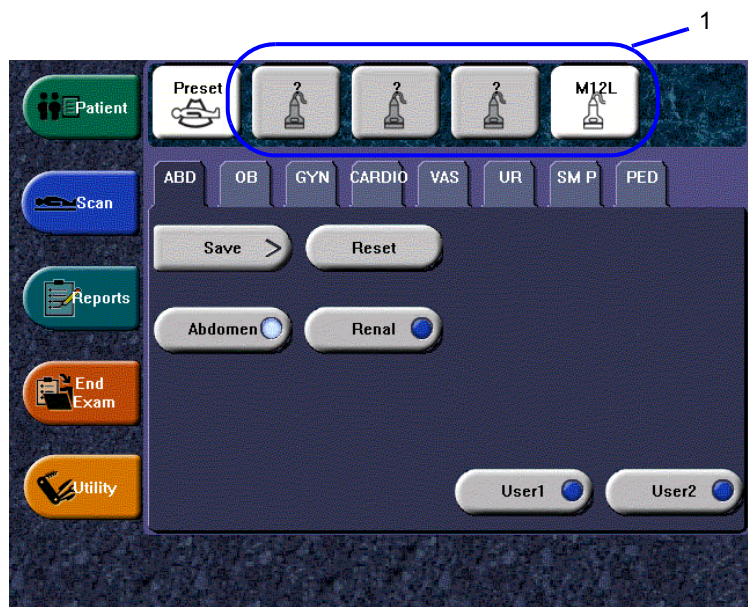 1
Patient
Preset
?
?
?
M12L
ABD
OB
GYN
CARDIO
VAS
UR
SM P
PED
Scan
Save >
Reset
Reports
Abdomen
Renal
End
Exam
Utility
User1
User2